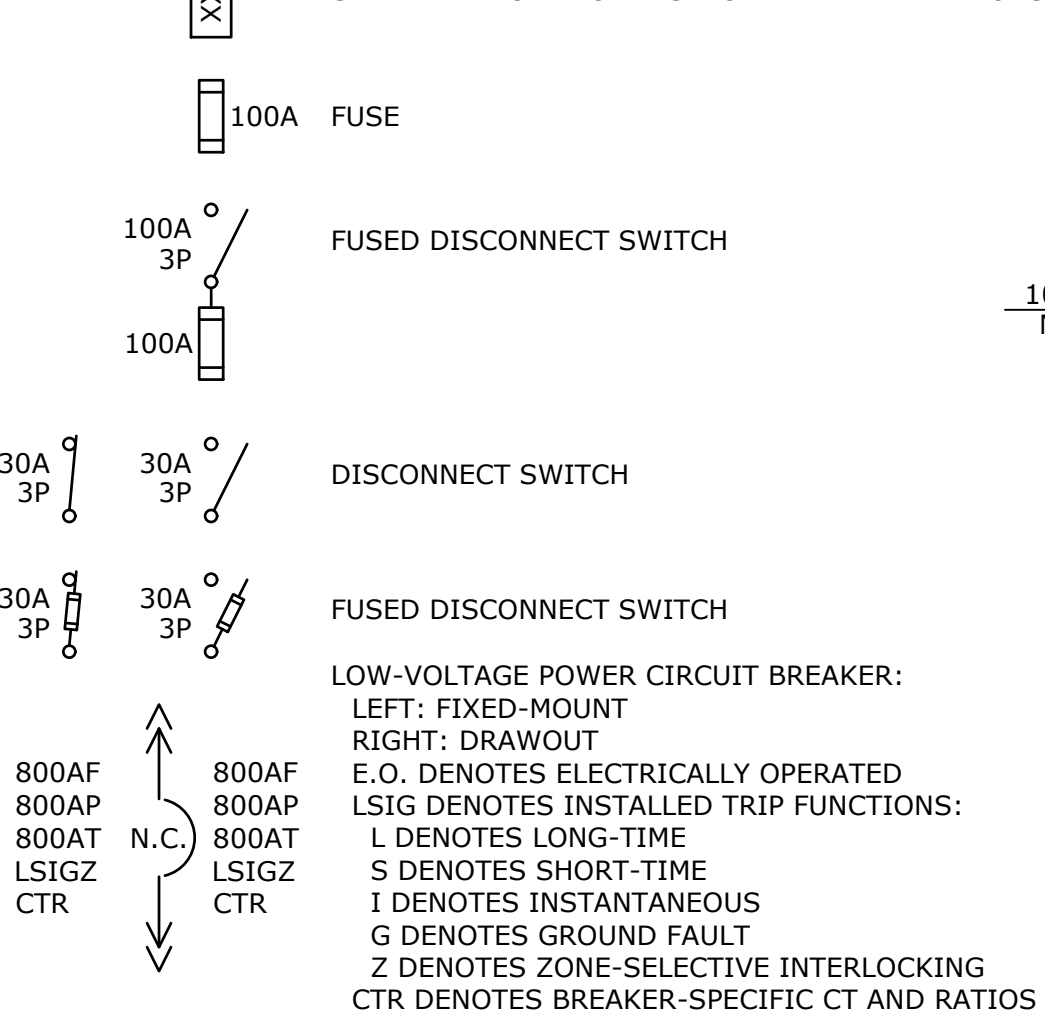 100A FUSE
100A
3P
FUSED DISCONNECT SWITCH
100A
30A
3P
30A
3P
DISCONNECT SWITCH
30A
3P
30A
3P
FUSED DISCONNECT SWITCH
LOW-VOLTAGE POWER CIRCUIT BREAKER:
LEFT: FIXED-MOUNT
RIGHT: DRAWOUT
E.O. DENOTES ELECTRICALLY OPERATED
LSIG DENOTES INSTALLED TRIP FUNCTIONS:
L DENOTES LONG-TIME
S DENOTES SHORT-TIME
I DENOTES INSTANTANEOUS
G DENOTES GROUND FAULT
Z DENOTES ZONE-SELECTIVE INTERLOCKING
CTR DENOTES BREAKER-SPECIFIC CT AND RATIOS
800AF
800AP
800AT
LSIGZ
CTR
N.C.
800AF
800AP
800AT
LSIGZ
CTR